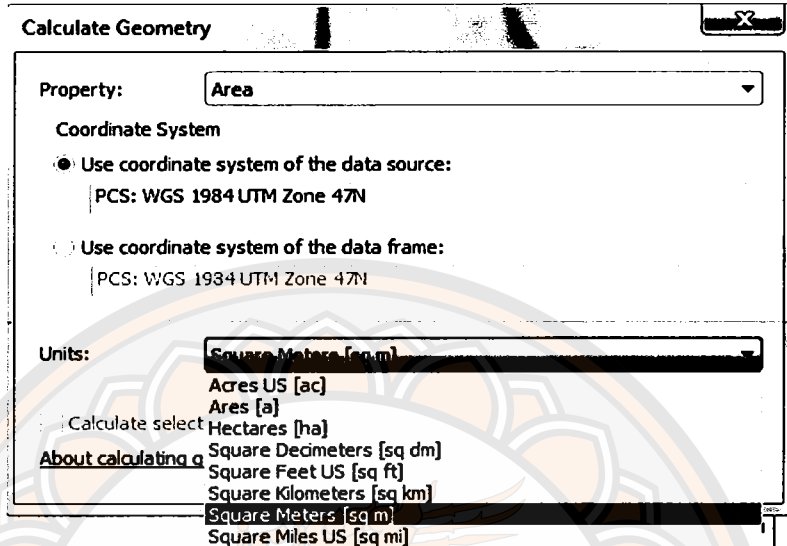 Calculate Geometry
Property: Area
Coordinate System
Use coordinate system of the data source:
PCS: WGS 1984 UTM Zone 47N
Use coordinate system of the data frame:
PCS: WGS 1984 UTM Zone 47N
Units: Square Meters [sq m]
Acres US [ac]
Ares [a]
Calculate select
Hectares [ha]
Square Decimeters [sq dm]
About calculating g
Square Feet US [sq ft]
Square Kilometers [sq km]
Square Meters [sq m]
Square Miles US [sq mi]